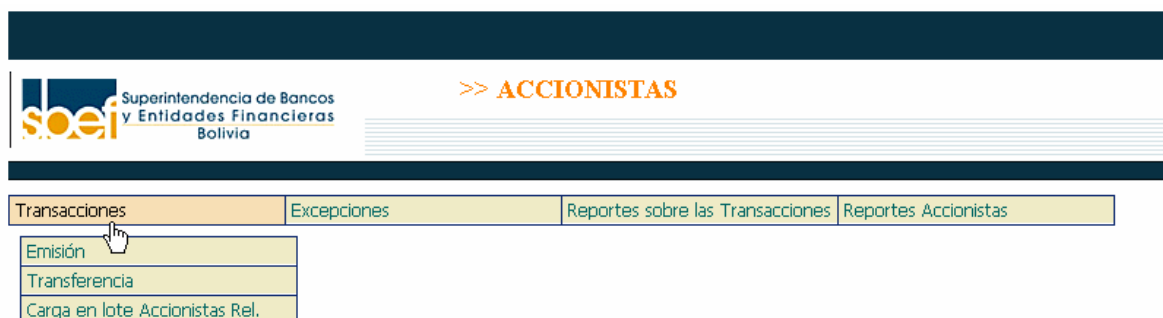 >> ACCIONISTAS
sbef
Superintendencia de Bancos
y Entidades Financieras
Bolivia
Transacciones
Excepciones
Reportes sobre las Transacciones
Reportes Accionistas
Emisión
Transferencia
Carga en lote Accionistas Rel.